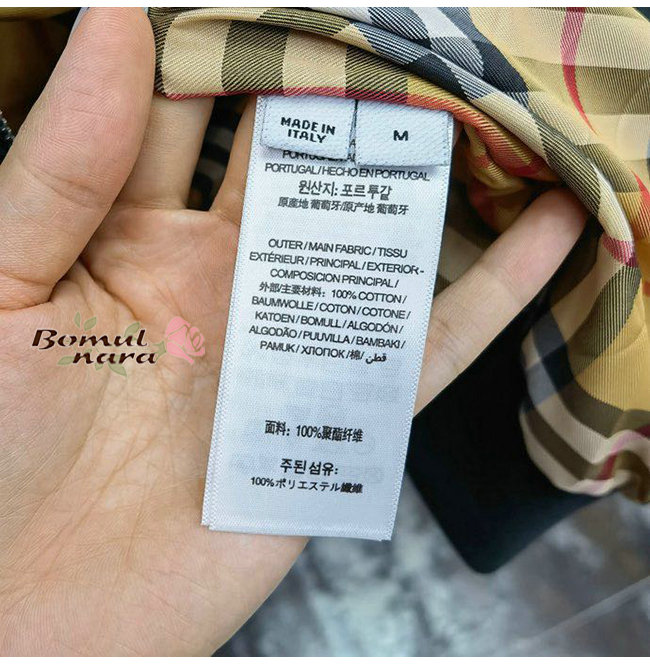 MADE IN
ITALY
M
PORTUGAL/HECHO EN PORTUGAL
원산지: 포르투갈
原産地 葡萄牙/原产地 葡萄牙
OUTER / MAIN FABRIC / TISSU
EXTÉRIEUR / PRINCIPAL / EXTERIOR-
COMPOSICION PRINCIPAL /
外部/主要材料: 100% COTTON /
BAUMWOLLE / COTON / COTONE /
KATOEN / BOMULL / ALGODÓN /
ALGODÃO / PUUVILLA / BAMBAKI /
PAMUK / ХЛОПОК / 棉/ قطن
面料: 100%聚酯纤维
주된 섬유:
100%ポリエステル繊維
Bomul
nara